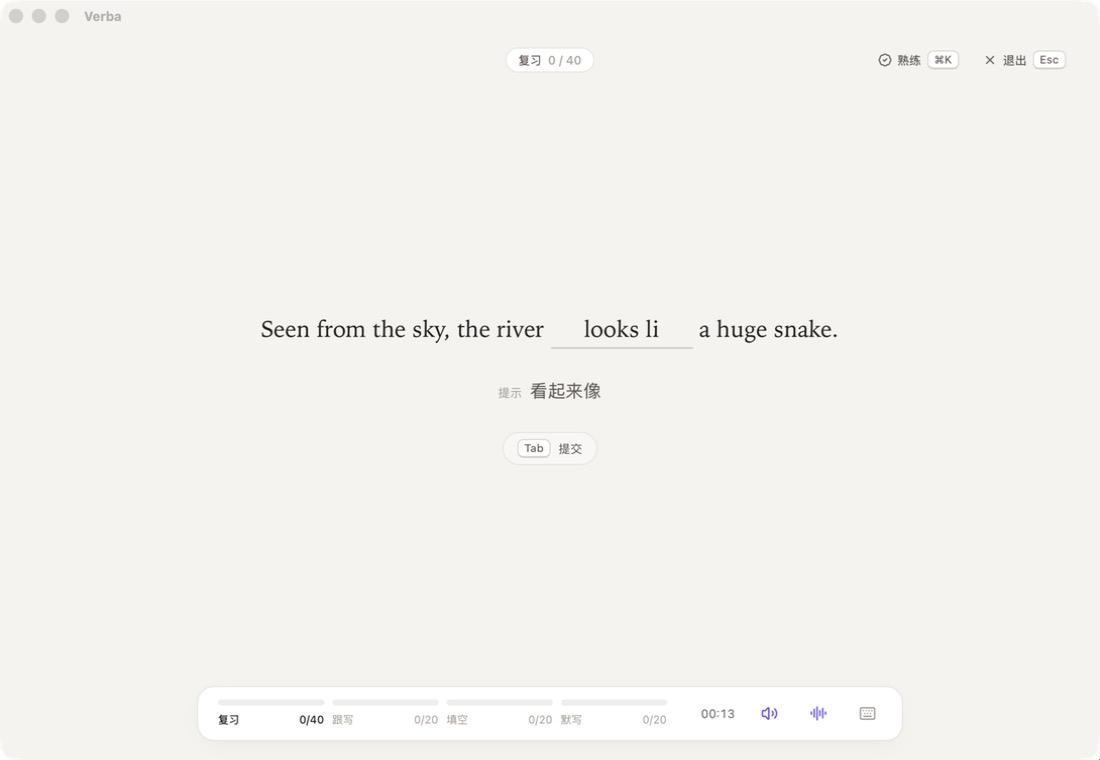 Verba
复习 0 / 40
熟练 ⌘K 退出 Esc
Seen from the sky, the river looks li a huge snake.
提示 看起来像
Tab 提交
复习 0/40 跟写 0/20 填空 0/20 默写 0/20 00:13